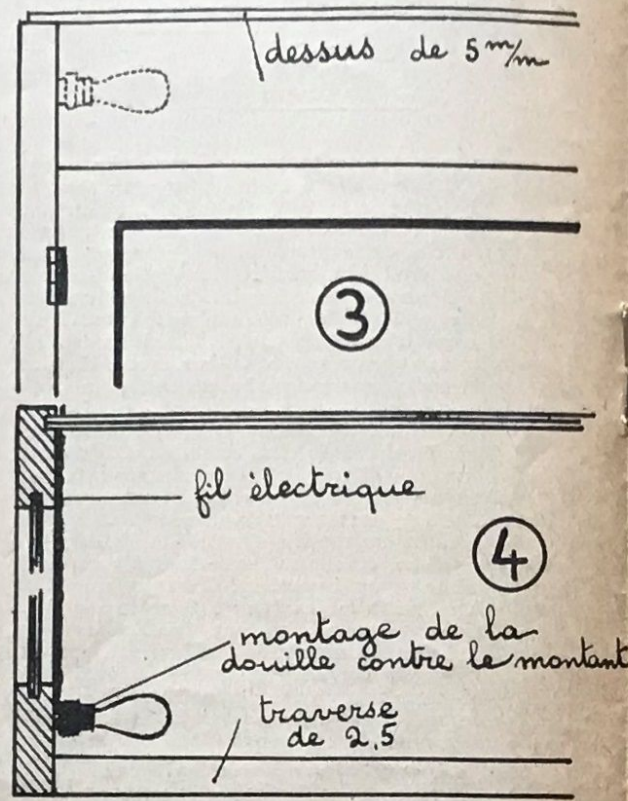 dessus de 5 m/m
3
fil électrique
4
montage de la
douille contre le montant
traverse
de 2,5